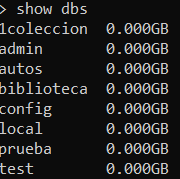 > show dbs
1coleccion  0.000GB
admin       0.000GB
autos       0.000GB
biblioteca  0.000GB
config      0.000GB
local       0.000GB
prueba      0.000GB
test        0.000GB